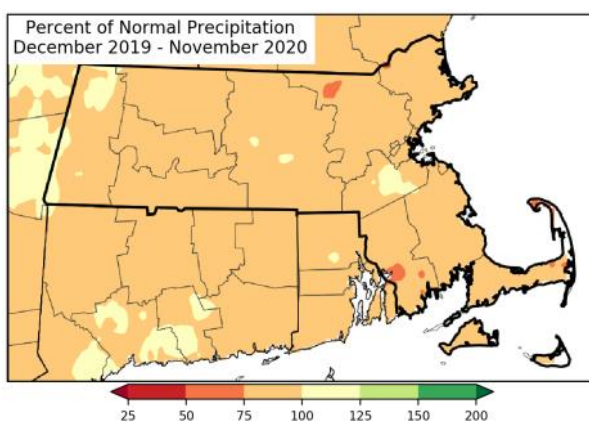 Percent of Normal Precipitation
December 2019 - November 2020
25 50 75 100 125 150 200